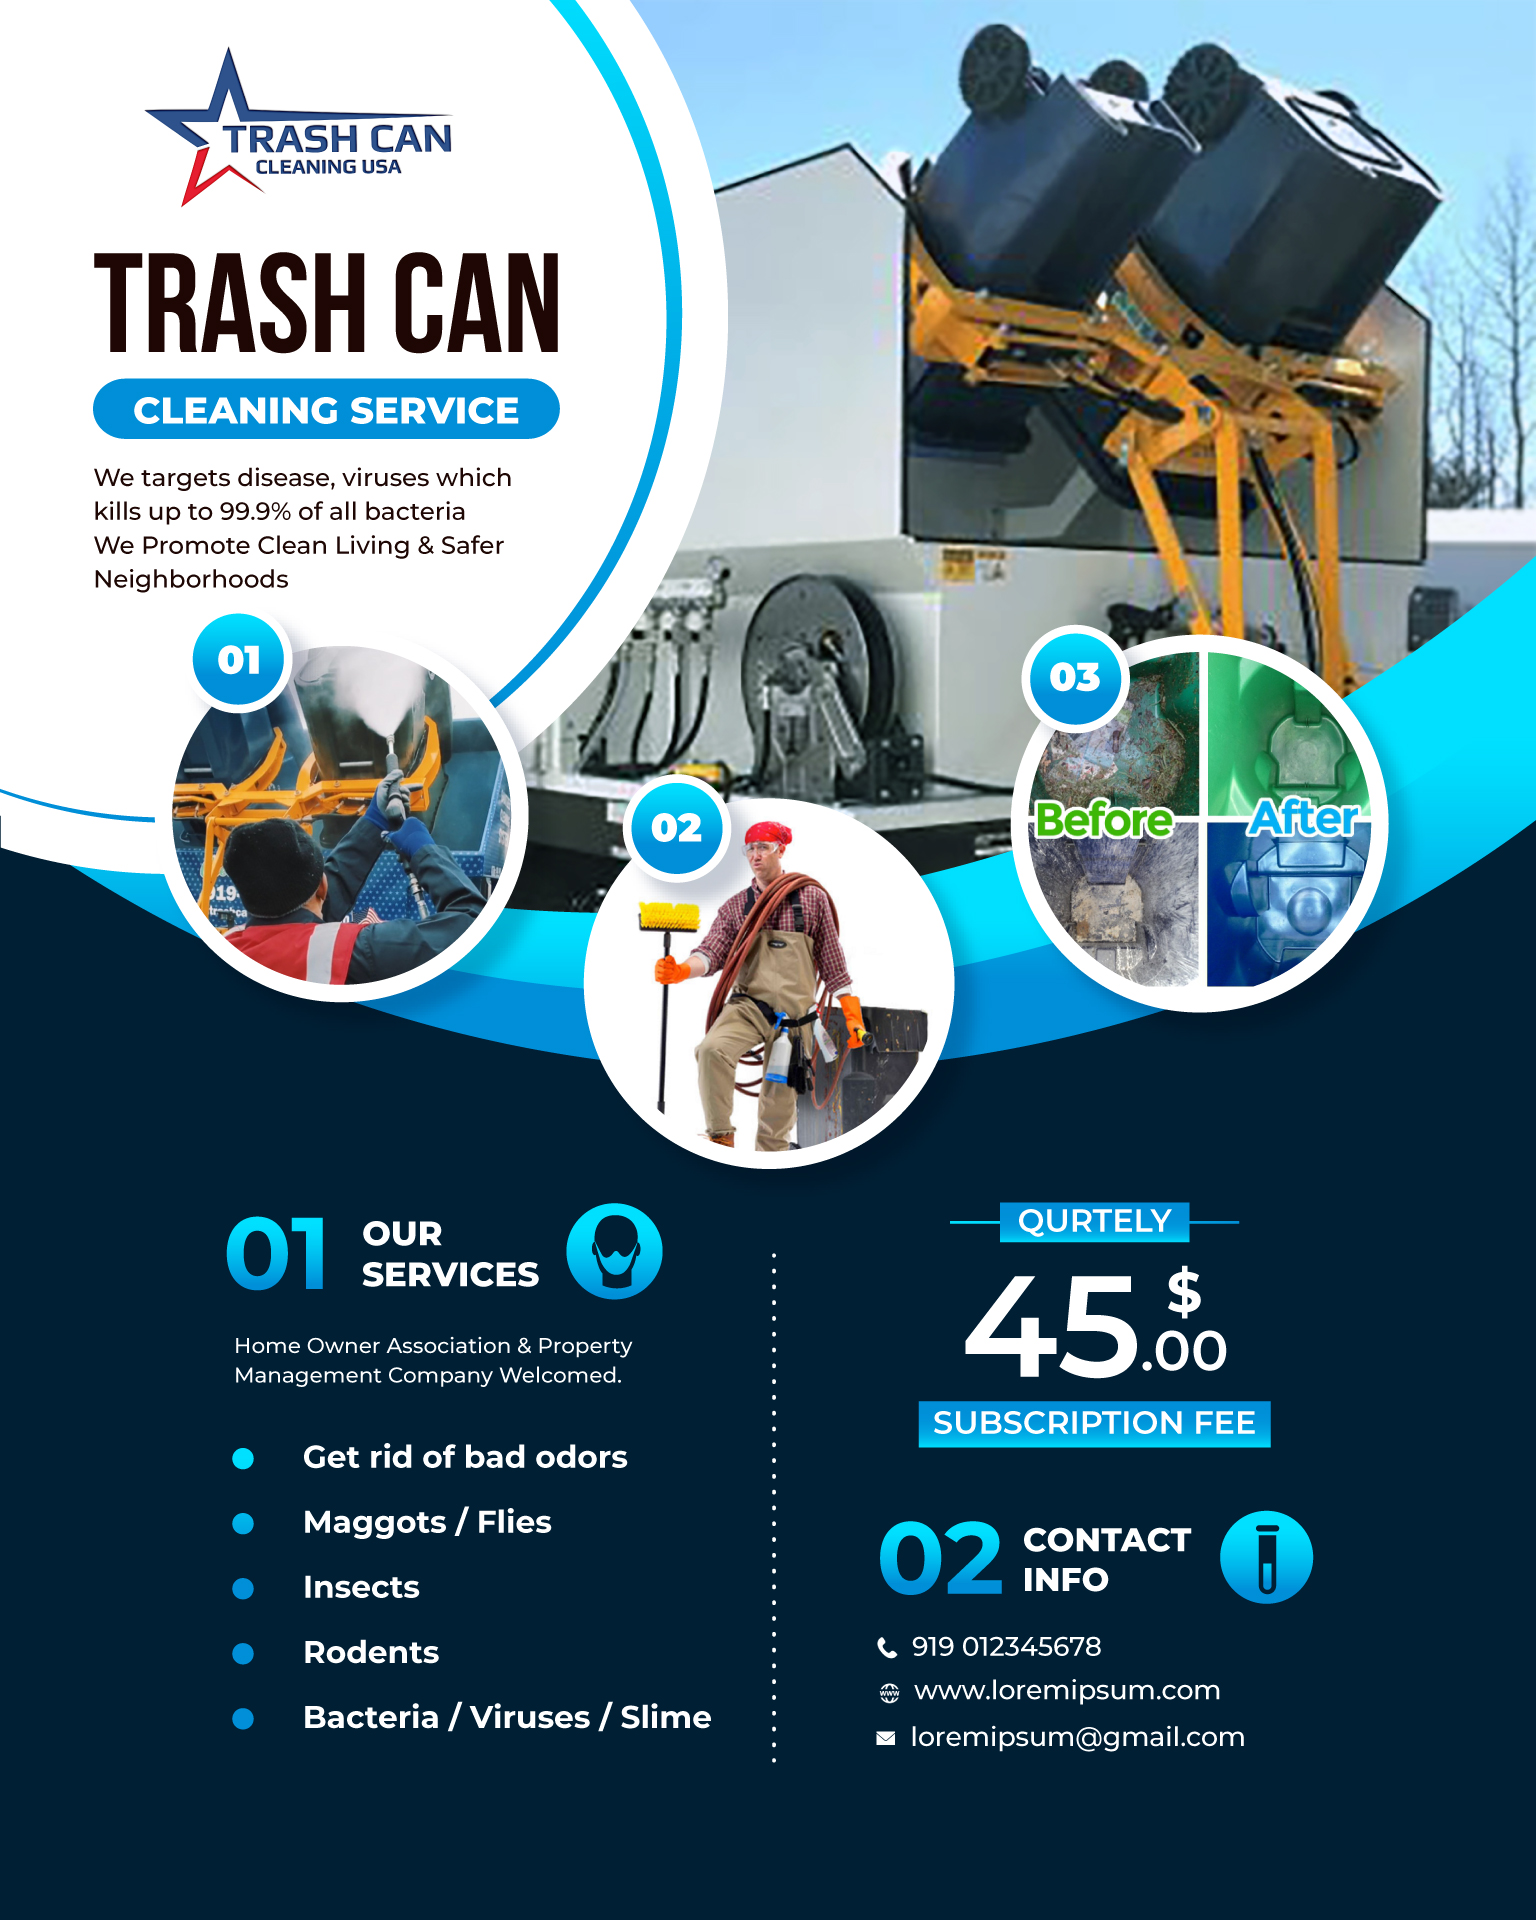 TRASH CAN
CLEANING USA
TRASH CAN
CLEANING SERVICE
We targets disease, viruses which
kills up to 99.9% of all bacteria
We Promote Clean Living & Safer
Neighborhoods
01
02
03
Before
After
01
OUR
SERVICES
Home Owner Association & Property
Management Company Welcomed.
Get rid of bad odors
Maggots / Flies
Insects
Rodents
Bacteria / Viruses / Slime
QURTELY
45.00 $
SUBSCRIPTION FEE
02
CONTACT
INFO
919 012345678
www.loremipsum.com
loremipsum@gmail.com